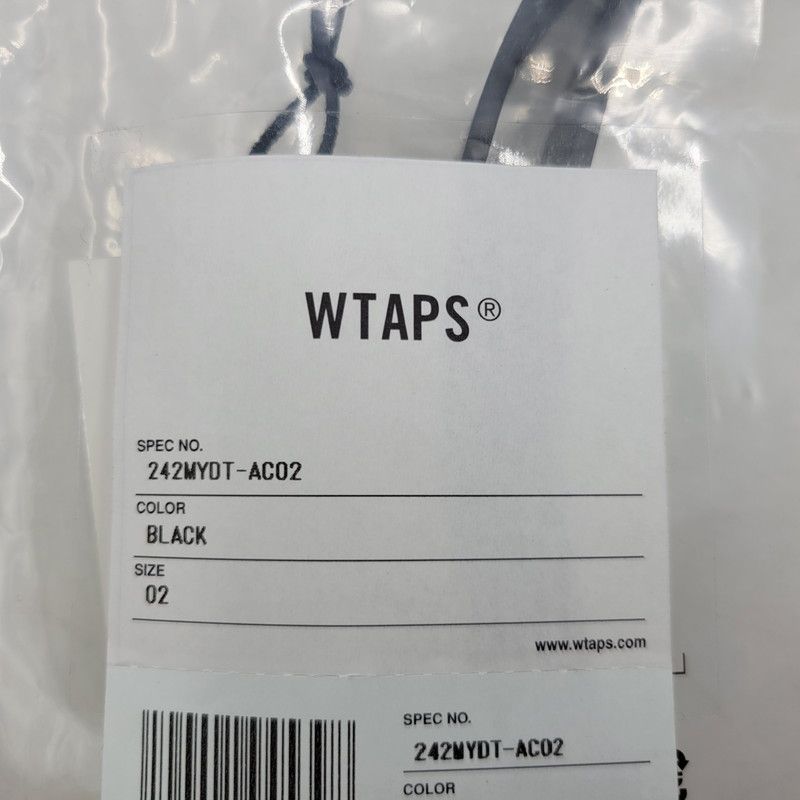 WTAPS®
SPEC NO.
242MYDT-AC02
COLOR
BLACK
SIZE
02
www.wtaps.com
SPEC NO.
242MYDT-AC02
COLOR